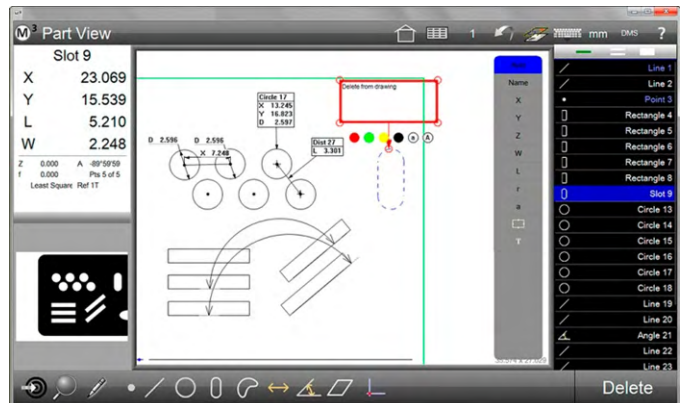 M³ Part View
1
mm
DMS
?
Slot 9
X 23.069
Y 15.539
L 5.210
W 2.248
Z 0.000 A -89°59'59
f 0.000 Pts 5 of 5
Least Square Ref 1T
Delete from drawing
Circle 17
X 13.245
Y 16.823
D 2.597
D 2.596 D 2.596
X 7.248
Dist 27
L 3.301
A
Name
X
Y
Z
W
L
r
a
T
Line 1
Line 2
Point 3
Rectangle 4
Rectangle 5
Rectangle 6
Rectangle 7
Rectangle 8
Slot 9
Circle 13
Circle 14
Circle 15
Circle 16
Circle 17
Circle 18
Line 19
Line 20
Angle 21
Line 22
Line 23
Delete